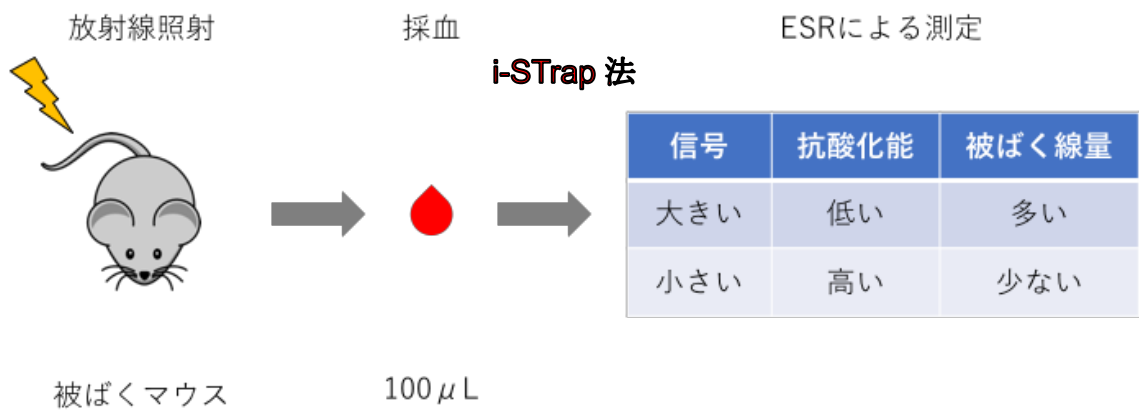 放射線照射
採血
ESRによる測定
i-STrap 法
信号 抗酸化能 被ばく線量
大きい 低い 多い
小さい 高い 少ない
被ばくマウス
100μL